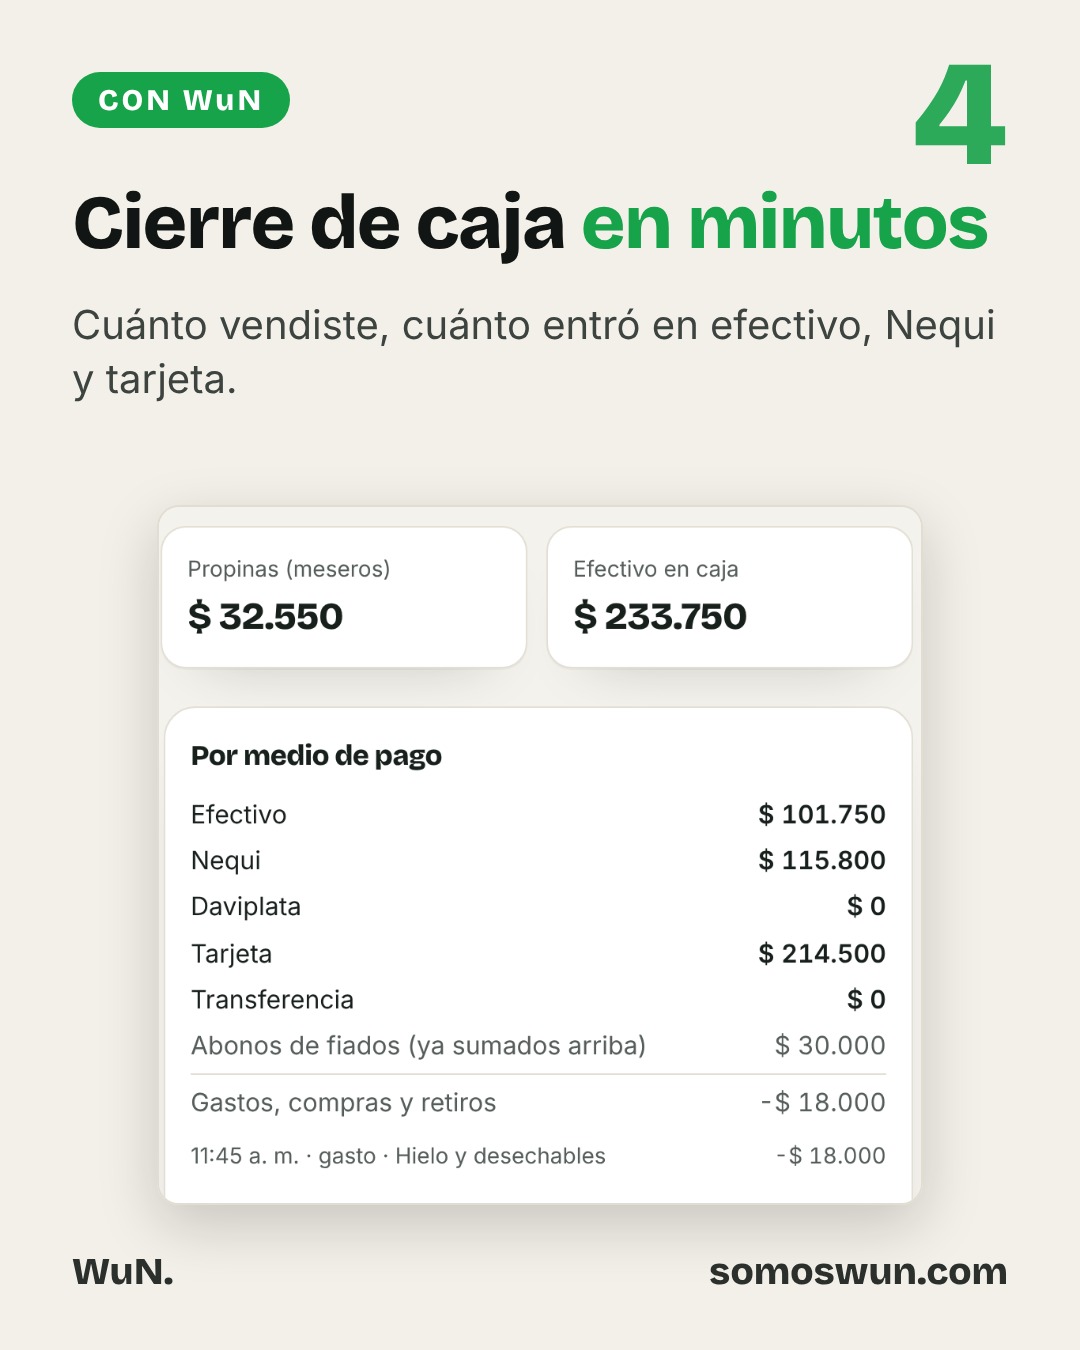 CON WuN
4
Cierre de caja en minutos
Cuánto vendiste, cuánto entró en efectivo, Nequi
y tarjeta.
Propinas (meseros)
$ 32.550
Efectivo en caja
$ 233.750
Por medio de pago
Efectivo $ 101.750
Nequi $ 115.800
Daviplata $ 0
Tarjeta $ 214.500
Transferencia $ 0
Abonos de fiados (ya sumados arriba) $ 30.000
Gastos, compras y retiros -$ 18.000
11:45 a. m. · gasto · Hielo y desechables -$ 18.000
WuN. somoswun.com